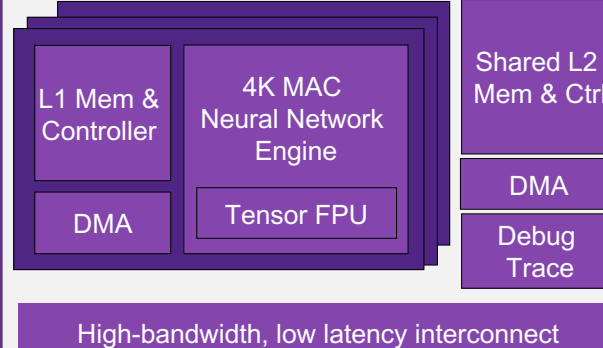 L1 Mem &
Controller
DMA
4K MAC
Neural Network
Engine
Tensor FPU
Shared L2
Mem & Ctrl
DMA
Debug
Trace
High-bandwidth, low latency interconnect